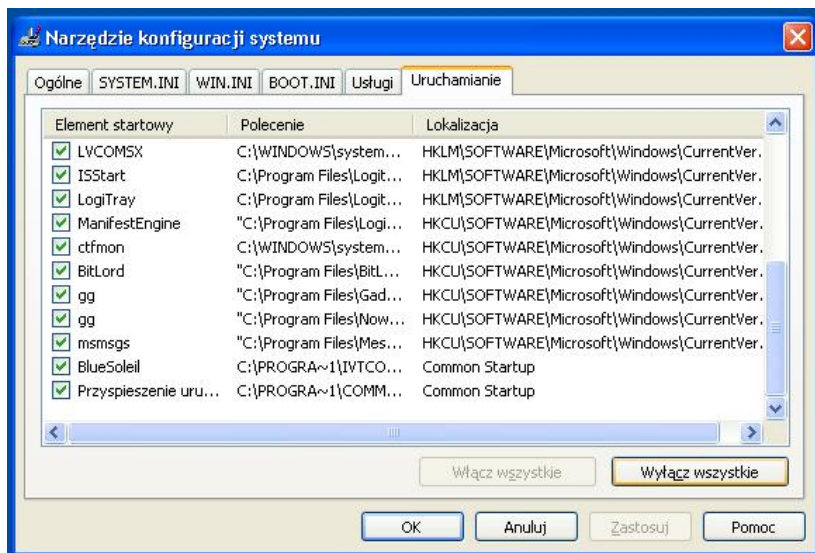 Narzędzie konfiguracji systemu
Ogólne SYSTEM.INI WIN.INI BOOT.INI Usługi Uruchamianie
Element startowy Polecenie Lokalizacja
LVCOMSX C:\WINDOWS\system... HKLM\SOFTWARE\Microsoft\Windows\CurrentVer.
ISStart C:\Program Files\Logit... HKLM\SOFTWARE\Microsoft\Windows\CurrentVer.
LogiTray C:\Program Files\Logit... HKLM\SOFTWARE\Microsoft\Windows\CurrentVer.
ManifestEngine "C:\Program Files\Logi... HKCU\SOFTWARE\Microsoft\Windows\CurrentVer.
ctfmon C:\WINDOWS\system... HKCU\SOFTWARE\Microsoft\Windows\CurrentVer.
BitLord "C:\Program Files\BitL... HKCU\SOFTWARE\Microsoft\Windows\CurrentVer.
gg "C:\Program Files\Gad... HKCU\SOFTWARE\Microsoft\Windows\CurrentVer.
gg "C:\Program Files\Now... HKCU\SOFTWARE\Microsoft\Windows\CurrentVer.
msmsgs "C:\Program Files\Mes... HKCU\SOFTWARE\Microsoft\Windows\CurrentVer.
BlueSoleil C:\PROGRA~1\IVTCO... Common Startup
Przyspieszenie uru... C:\PROGRA~1\COMM... Common Startup
Włącz wszystkie Wyłącz wszystkie
OK Anuluj Zastosuj Pomoc